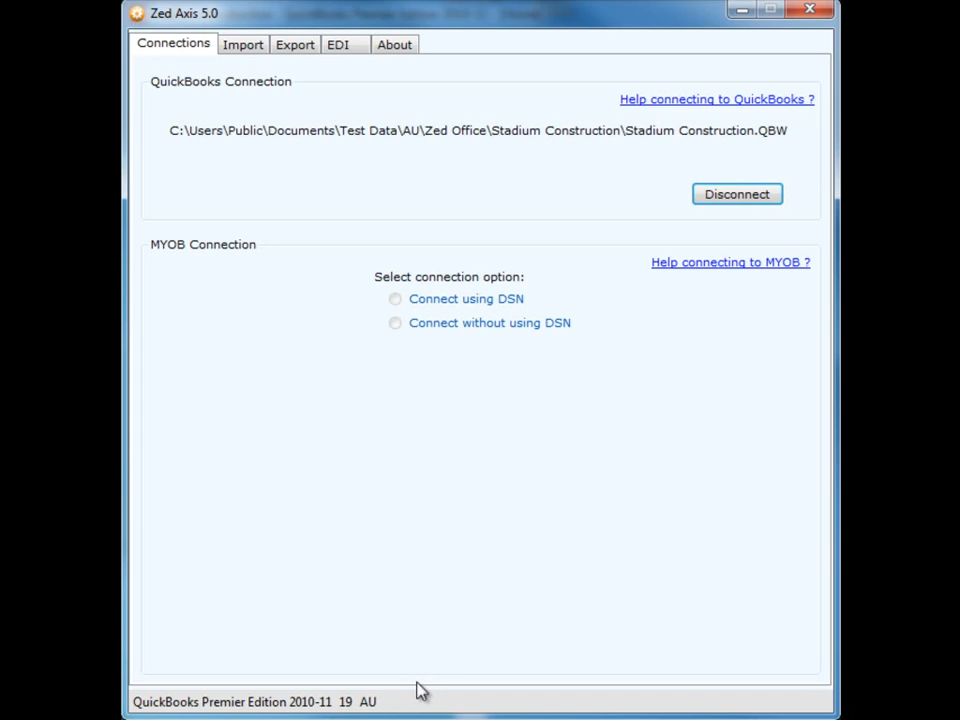 Zed Axis 5.0
Connections Import Export EDI About
QuickBooks Connection
Help connecting to QuickBooks ?
C:\Users\Public\Documents\Test Data\AU\Zed Office\Stadium Construction\Stadium Construction.QBW
Disconnect
MYOB Connection
Help connecting to MYOB ?
Select connection option:
Connect using DSN
Connect without using DSN
QuickBooks Premier Edition 2010-11 19 AU